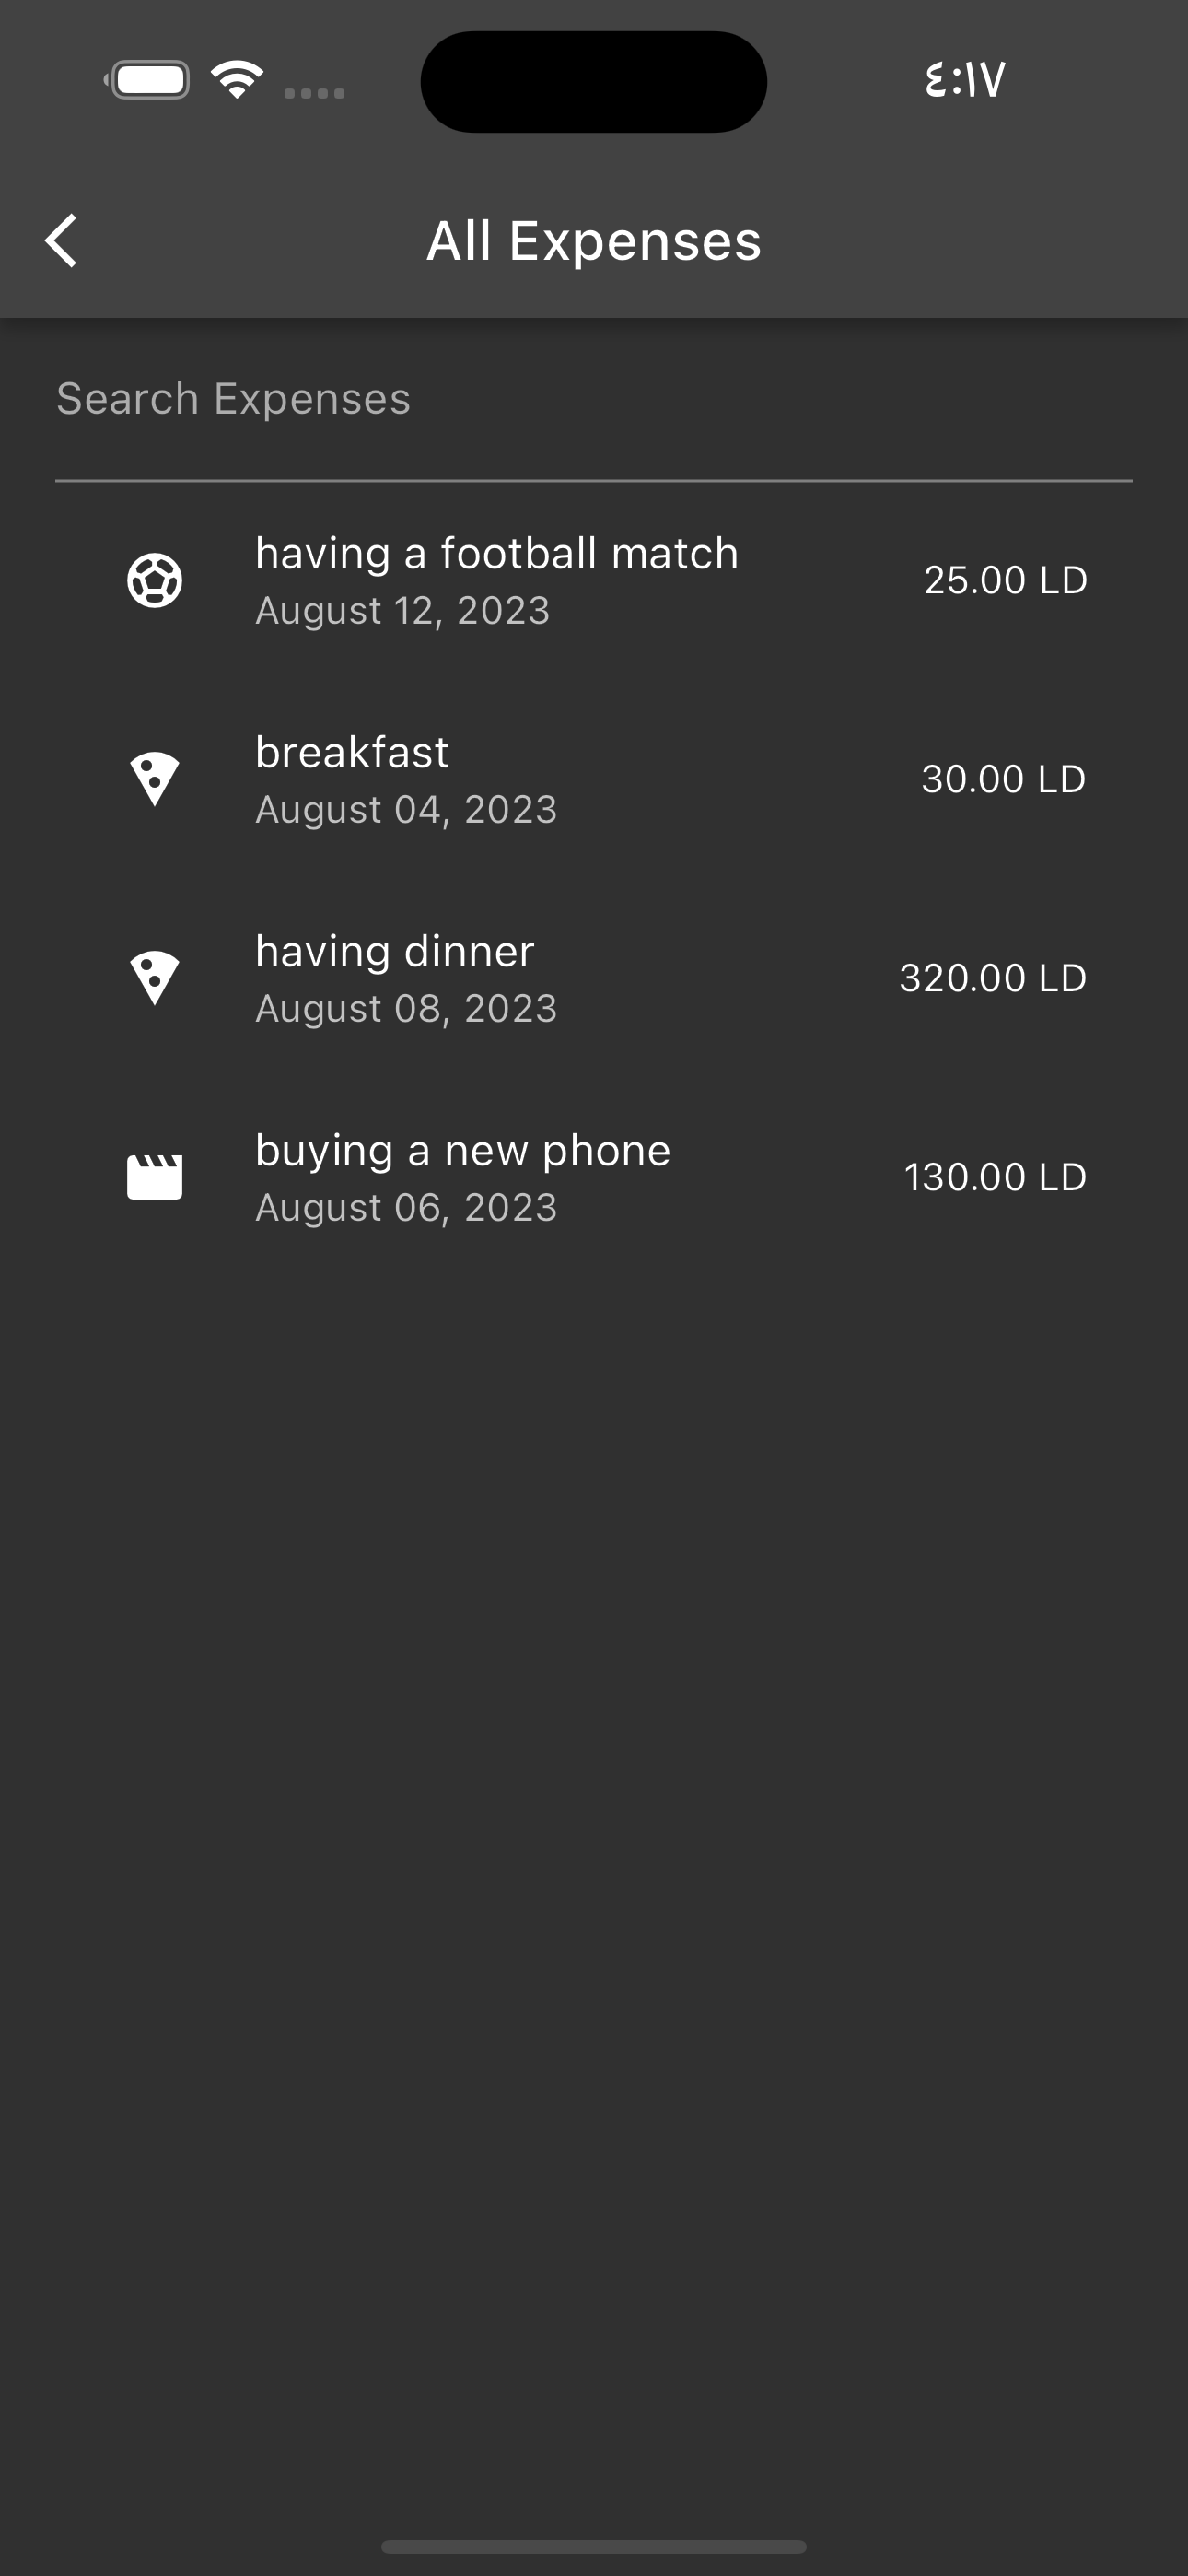 ٤:١٧
All Expenses
Search Expenses
having a football match
August 12, 2023
25.00 LD
breakfast
August 04, 2023
30.00 LD
having dinner
August 08, 2023
320.00 LD
buying a new phone
August 06, 2023
130.00 LD